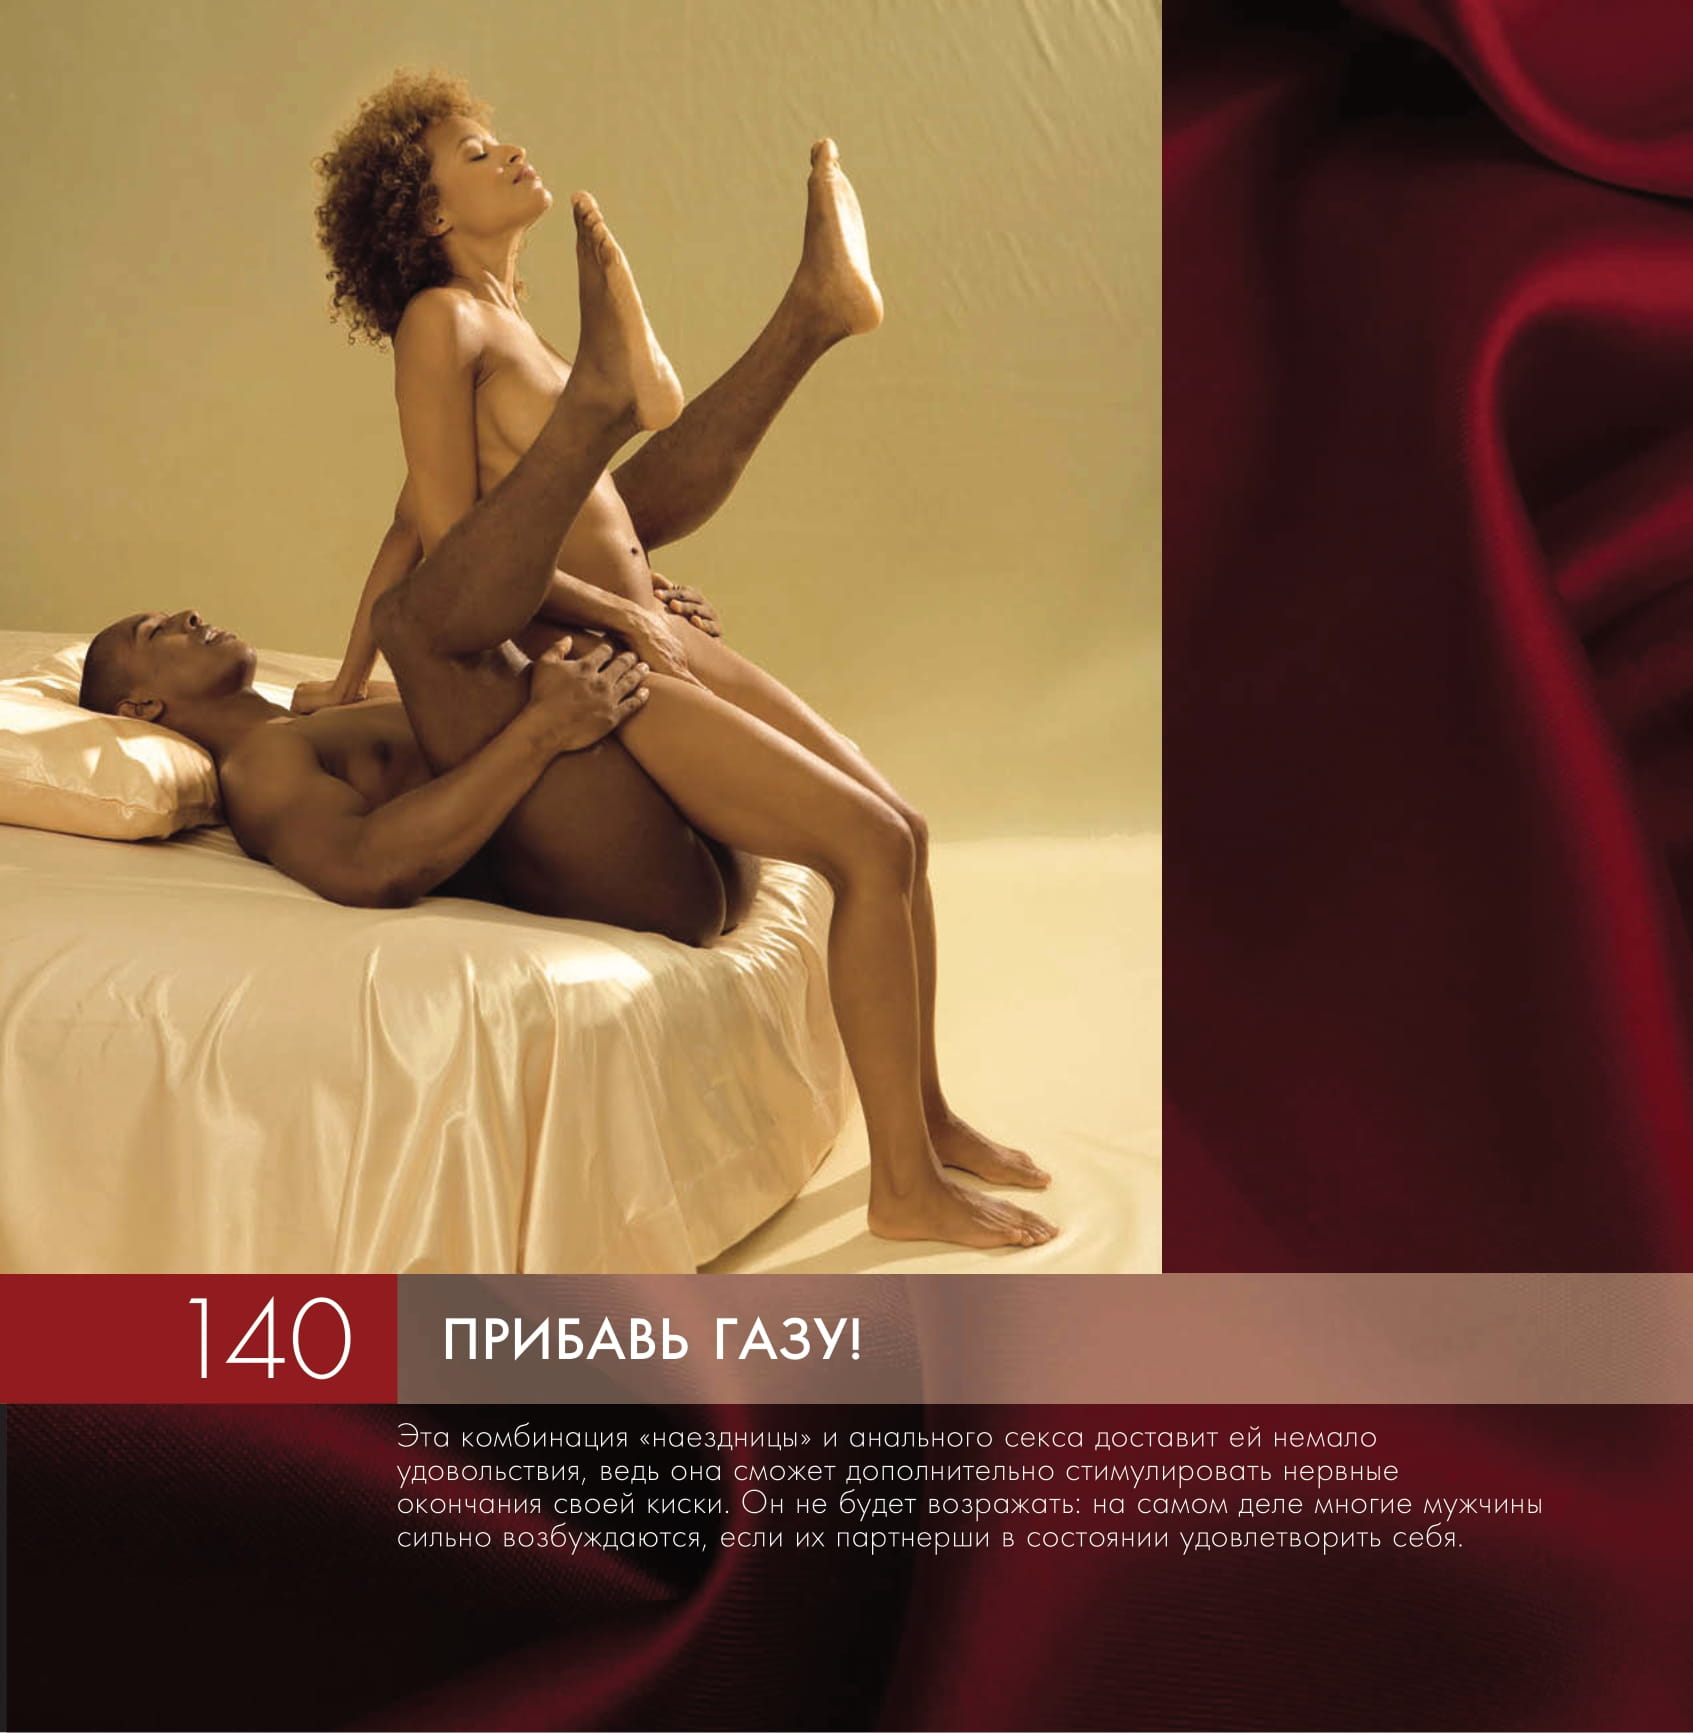 140
ПРИБАВЬ ГАЗУ!
Эта комбинация «наездницы» и анального секса доставит ей немало
удовольствия, ведь она сможет дополнительно стимулировать нервные
окончания своей киски. Он не будет возражать: на самом деле многие мужчины
сильно возбуждаются, если их партнерши в состоянии удовлетворить себя.